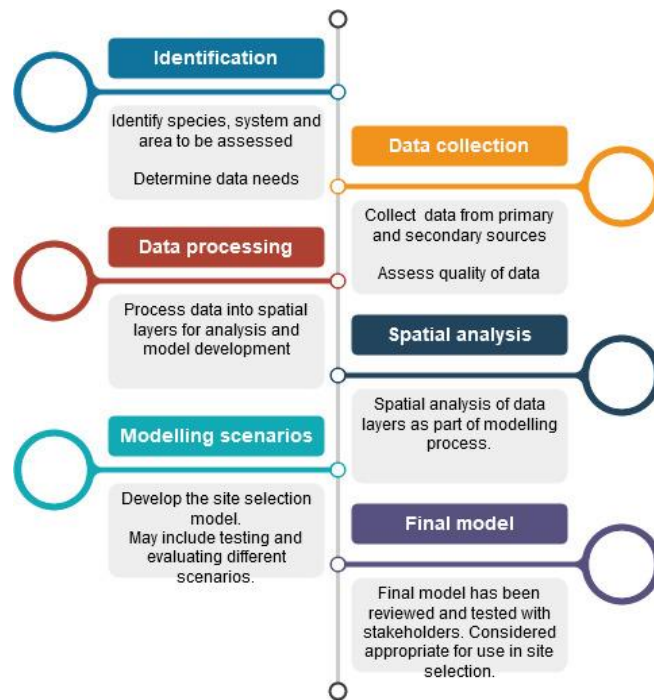 Identification
Identify species, system and
area to be assessed
Determine data needs
Data collection
Collect data from primary
and secondary sources
Assess quality of data
Data processing
Process data into spatial
layers for analysis and
model development
Spatial analysis
Spatial analysis of data
layers as part of modelling
process.
Modelling scenarios
Develop the site selection
model.
May include testing and
evaluating different
scenarios.
Final model
Final model has been
reviewed and tested with
stakeholders. Considered
appropriate for use in site
selection.